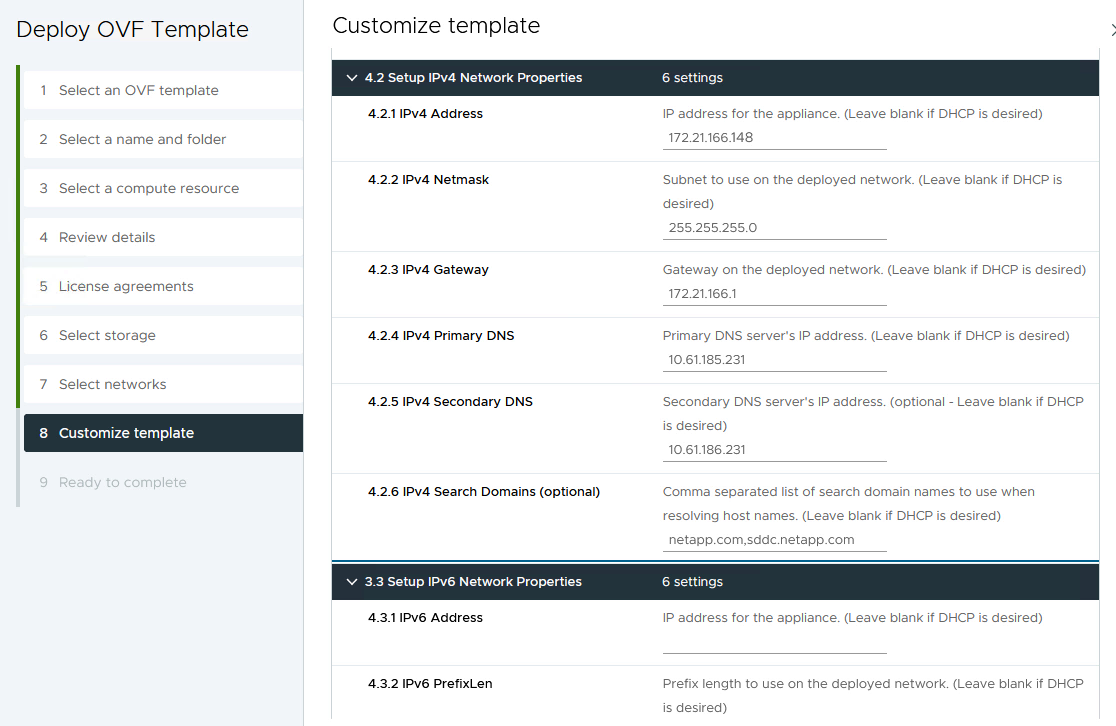 Deploy OVF Template
1 Select an OVF template
2 Select a name and folder
3 Select a compute resource
4 Review details
5 License agreements
6 Select storage
7 Select networks
8 Customize template
9 Ready to complete
Customize template
4.2 Setup IPv4 Network Properties 6 settings
4.2.1 IPv4 Address IP address for the appliance. (Leave blank if DHCP is desired)
172.21.166.148
4.2.2 IPv4 Netmask Subnet to use on the deployed network. (Leave blank if DHCP is
desired)
255.255.255.0
4.2.3 IPv4 Gateway Gateway on the deployed network. (Leave blank if DHCP is desired)
172.21.166.1
4.2.4 IPv4 Primary DNS Primary DNS server's IP address. (Leave blank if DHCP is desired)
10.61.185.231
4.2.5 IPv4 Secondary DNS Secondary DNS server's IP address. (optional - Leave blank if DHCP
is desired)
10.61.186.231
4.2.6 IPv4 Search Domains (optional) Comma separated list of search domain names to use when
resolving host names. (Leave blank if DHCP is desired)
netapp.com,sddc.netapp.com
3.3 Setup IPv6 Network Properties 6 settings
4.3.1 IPv6 Address IP address for the appliance. (Leave blank if DHCP is desired)
4.3.2 IPv6 PrefixLen Prefix length to use on the deployed network. (Leave blank if DHCP
is desired)